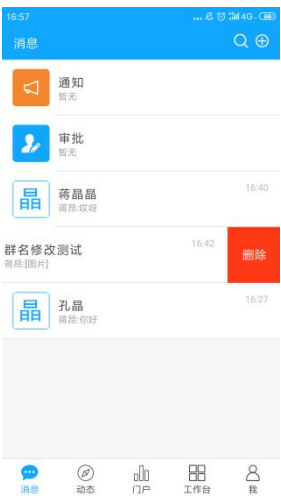 16:57
4G
消息
通知
暂无
审批
暂无
晶
蒋晶晶
16:40
蒋昂:哎呀
群名修改测试
16:42
蒋昂:[图片]
删除
晶
孔晶
16:27
蒋昂:你好
消息
动态
门户
工作台
我